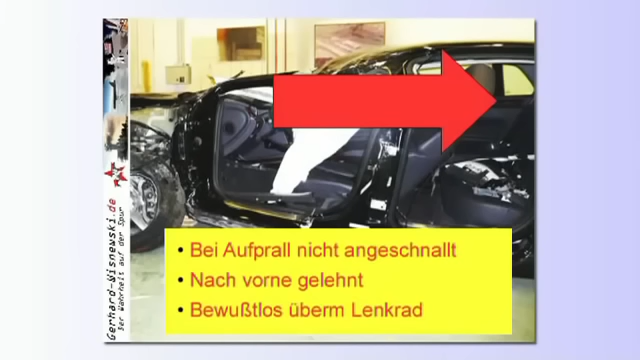 Gerhard-Wisnewski.de
Der Wahrheit auf der Spur
• Bei Aufprall nicht angeschnallt
• Nach vorne gelehnt
• Bewußtlos überm Lenkrad